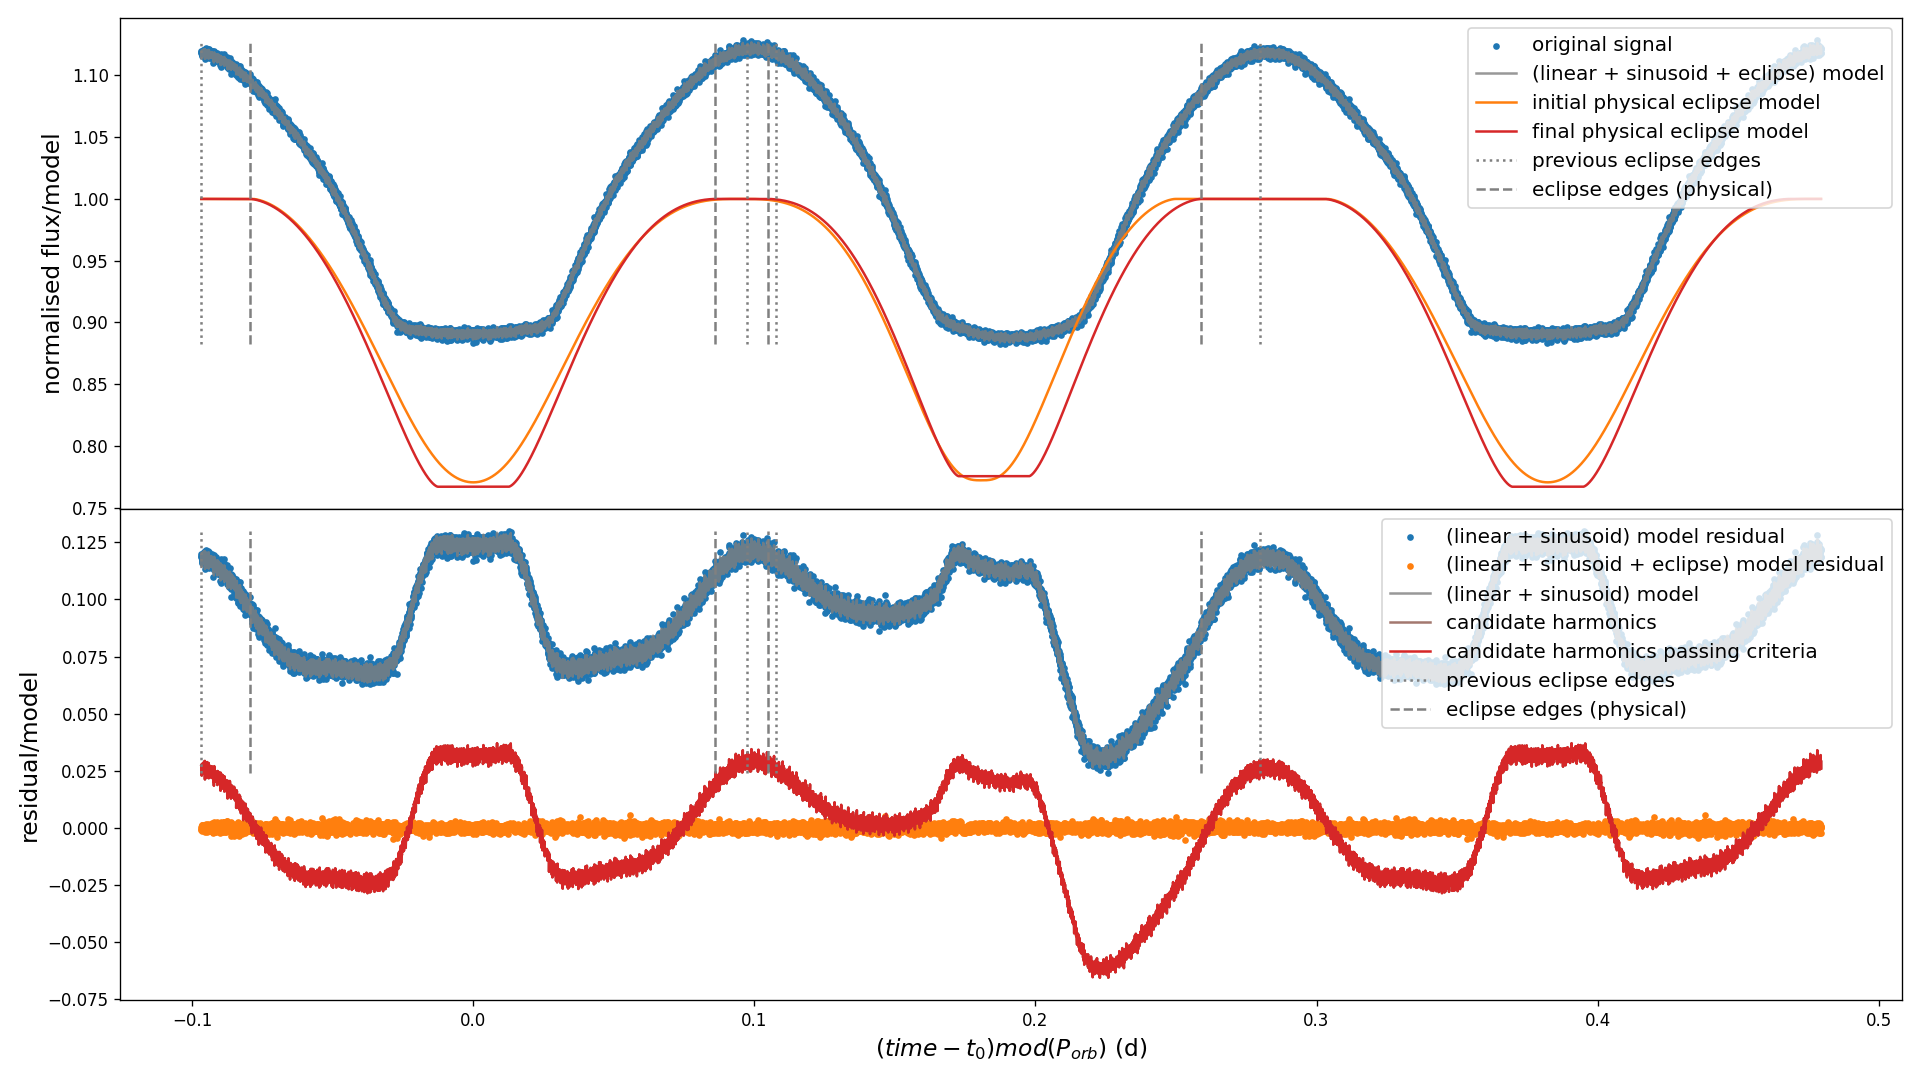 original signal
(linear + sinusoid + eclipse) model
initial physical eclipse model
final physical eclipse model
previous eclipse edges
eclipse edges (physical)
normalised flux/model
1.10
1.05
1.00
0.95
0.90
0.85
0.80
0.75
(linear + sinusoid) model residual
(linear + sinusoid + eclipse) model residual
(linear + sinusoid) model
candidate harmonics
candidate harmonics passing criteria
previous eclipse edges
eclipse edges (physical)
residual/model
0.125
0.100
0.075
0.050
0.025
0.000
−0.025
−0.050
−0.075
−0.1 0.0 0.1 0.2 0.3 0.4 0.5
(time − t₀)mod(P_orb) (d)